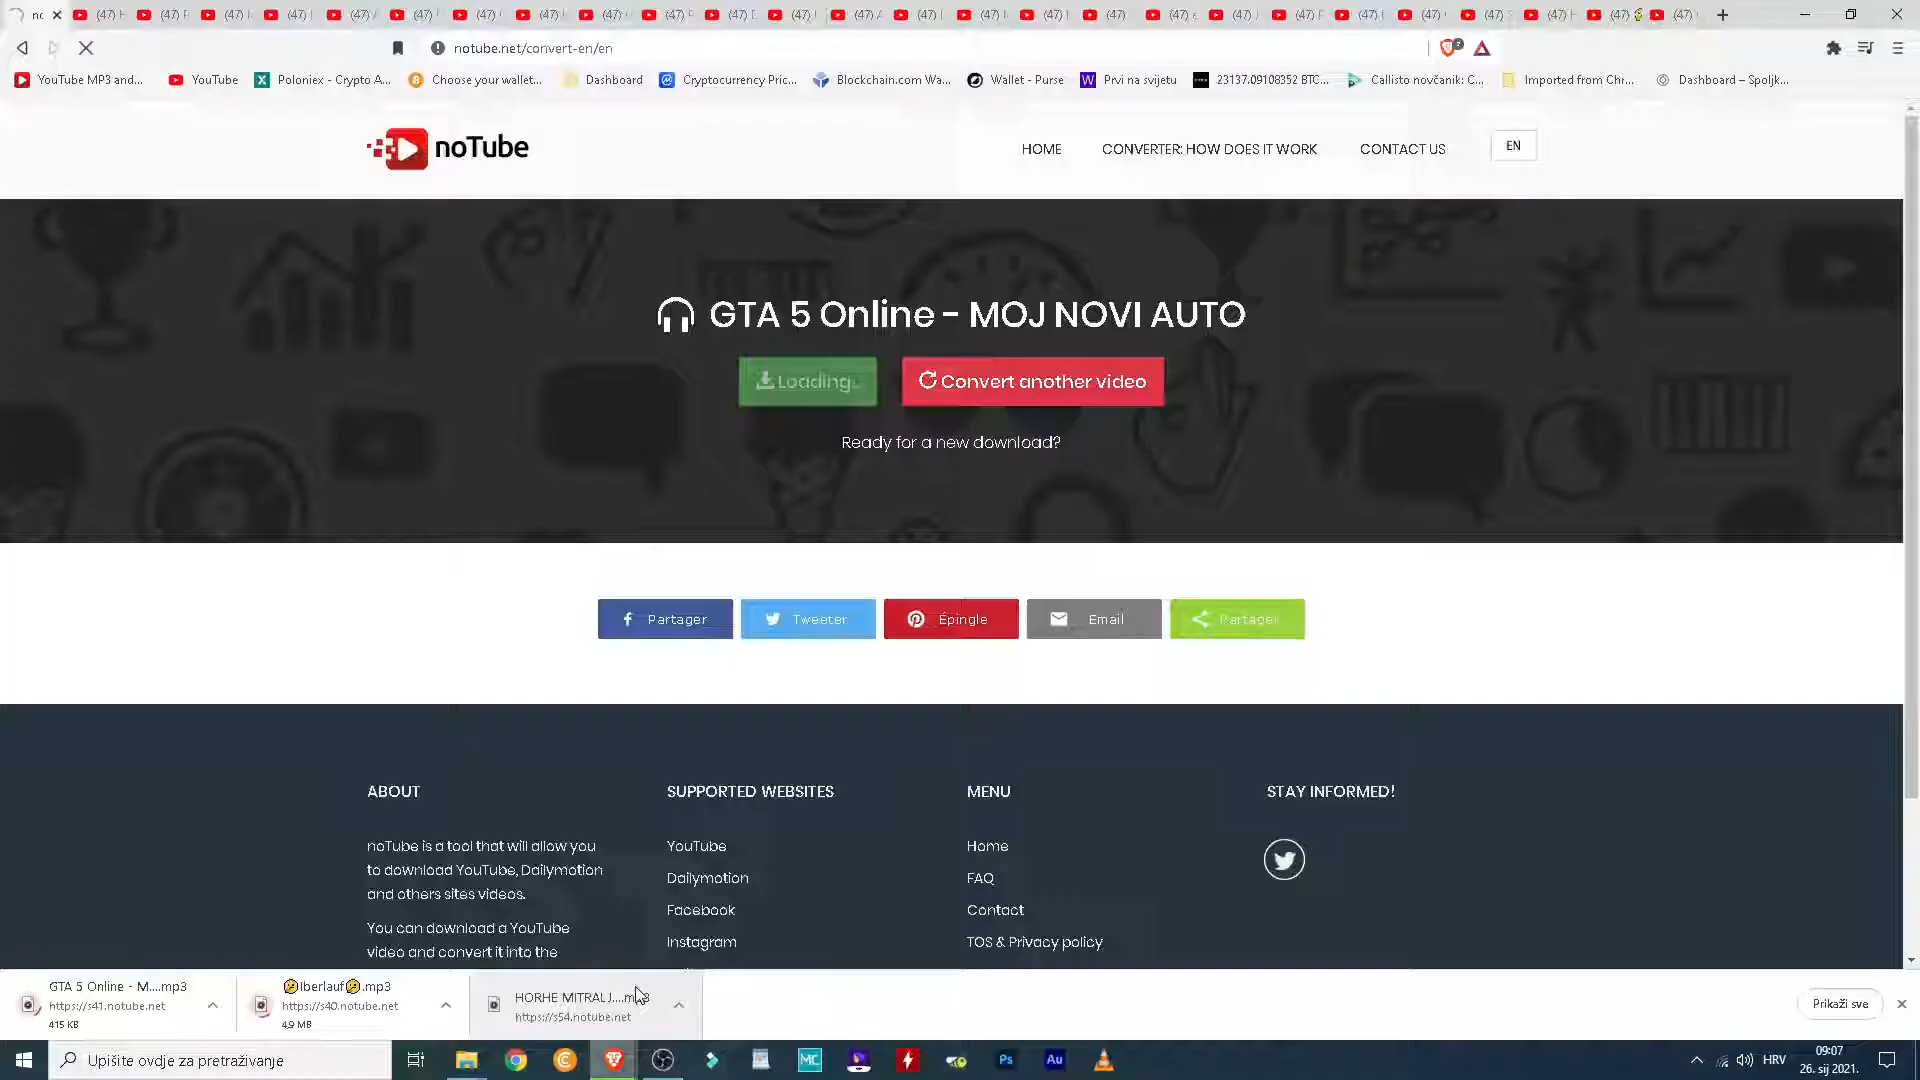 notube.net/convert-en/en
YouTube MP3 and...
YouTube
Poloniex - Crypto A...
Choose your wallet...
Dashboard
Cryptocurrency Pric...
Blockchain.com Wa...
Wallet - Purse
Prvi na svijetu
23137.09108352 BTC...
Callisto novčanik: C...
Imported from Chr...
Dashboard – Spoljk...
noTube
HOME
CONVERTER: HOW DOES IT WORK
CONTACT US
EN
GTA 5 Online - MOJ NOVI AUTO
Loading..
Convert another video
Ready for a new download?
Partager
Tweeter
Épingle
Email
Partager
ABOUT
noTube is a tool that will allow you
to download YouTube, Dailymotion
and others sites videos.
You can download a YouTube
video and convert it into the
SUPPORTED WEBSITES
YouTube
Dailymotion
Facebook
Instagram
MENU
Home
FAQ
Contact
TOS & Privacy policy
STAY INFORMED!
GTA 5 Online - M....mp3
https://s41.notube.net
415 KB
😕Iberlauf😕.mp3
https://s40.notube.net
4,9 MB
HORHE MITRALJ....mp3
https://s54.notube.net
Prikaži sve
Upišite ovdje za pretraživanje
MC
Ps
Au
HRV
09:07
26. sij 2021.